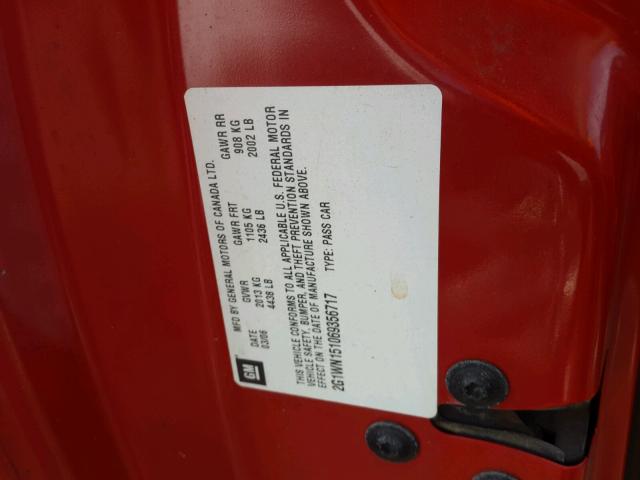 MFD BY GENERAL MOTORS OF CANADA LTD.
DATE GVWR GAWR FRT GAWR RR
03/06 2013 KG 1105 KG 908 KG
4438 LB 2436 LB 2002 LB
GM
THIS VEHICLE CONFORMS TO ALL APPLICABLE U.S. FEDERAL MOTOR
VEHICLE SAFETY, BUMPER, AND THEFT PREVENTION STANDARDS IN
EFFECT ON THE DATE OF MANUFACTURE SHOWN ABOVE.
2G1WN151069356717 TYPE: PASS CAR